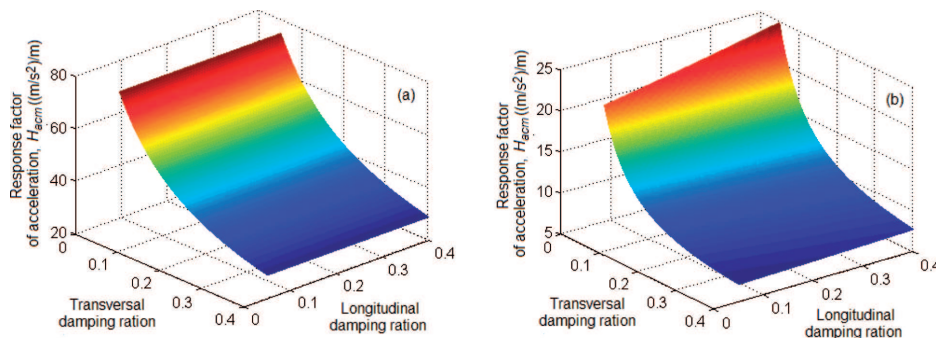 Response factor
of acceleration, Hacm ((m/s²)/m)
80
60
40
20
0
0.1
0.2
0.3
0.4
Transversal
damping ration
0
0.1
0.2
0.3
0.4
Longitudinal
damping ration
(a)
Response factor
of acceleration, Hacm ((m/s²)/m)
25
20
15
10
5
0
0.1
0.2
0.3
0.4
Transversal
damping ration
0
0.1
0.2
0.3
0.4
Longitudinal
damping ration
(b)